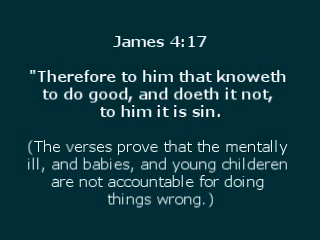 James 4:17
"Therefore to him that knoweth
to do good, and doeth it not,
to him it is sin.
(The verses prove that the mentally
ill, and babies, and young childeren
are not accountable for doing
things wrong.)